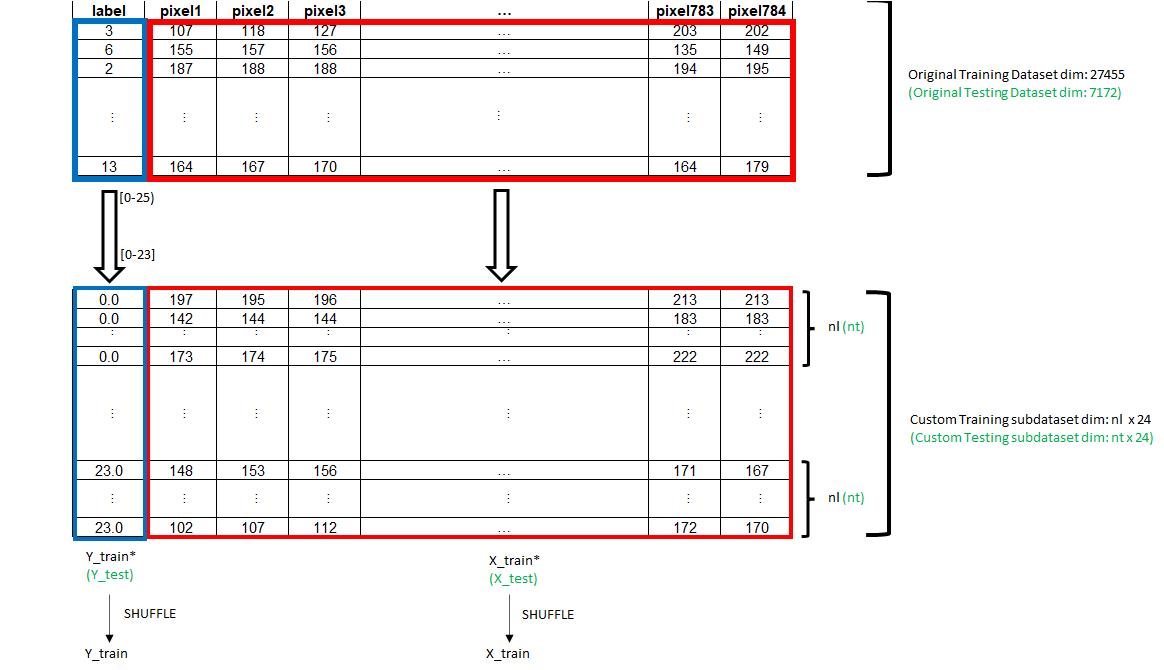 label pixel1 pixel2 pixel3 ... pixel783 pixel784
3 107 118 127 ... 203 202
6 155 157 156 ... 135 149
2 187 188 188 ... 194 195
Original Training Dataset dim: 27455
(Original Testing Dataset dim: 7172)
⋮ ⋮ ⋮ ⋮ ⋮ ⋮ ⋮
13 164 167 170 ... 164 179
[0-25)
[0-23]
0.0 197 195 196 ... 213 213
0.0 142 144 144 ... 183 183
⋮ ⋮ ⋮ ⋮ ⋮ ⋮
nl (nt)
0.0 173 174 175 ... 222 222
⋮ ⋮ ⋮ ⋮ ⋮ ⋮ ⋮
Custom Training subdataset dim: nl x 24
(Custom Testing subdataset dim: nt x 24)
23.0 148 153 156 ... 171 167
⋮ ⋮ ⋮ ⋮ ⋮ ⋮ ⋮
nl (nt)
23.0 102 107 112 ... 172 170
Y_train*
(Y_test)
X_train*
(X_test)
SHUFFLE
SHUFFLE
Y_train
X_train